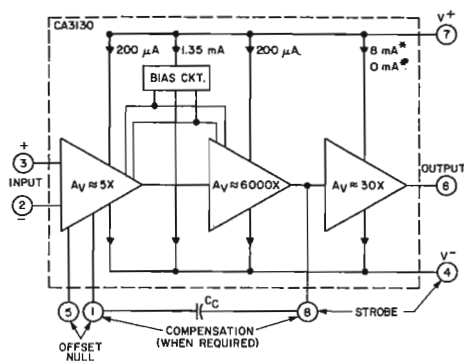 CA3130
V+
7
200 μA
1.35 mA
200 μA
8 mA*
0 mA#
BIAS CKT.
+
3
INPUT
2
−
AV ≈ 5X
AV ≈ 6000X
AV ≈ 30X
OUTPUT
6
V−
4
CC
5
1
8
STROBE
OFFSET
NULL
COMPENSATION
(WHEN REQUIRED)